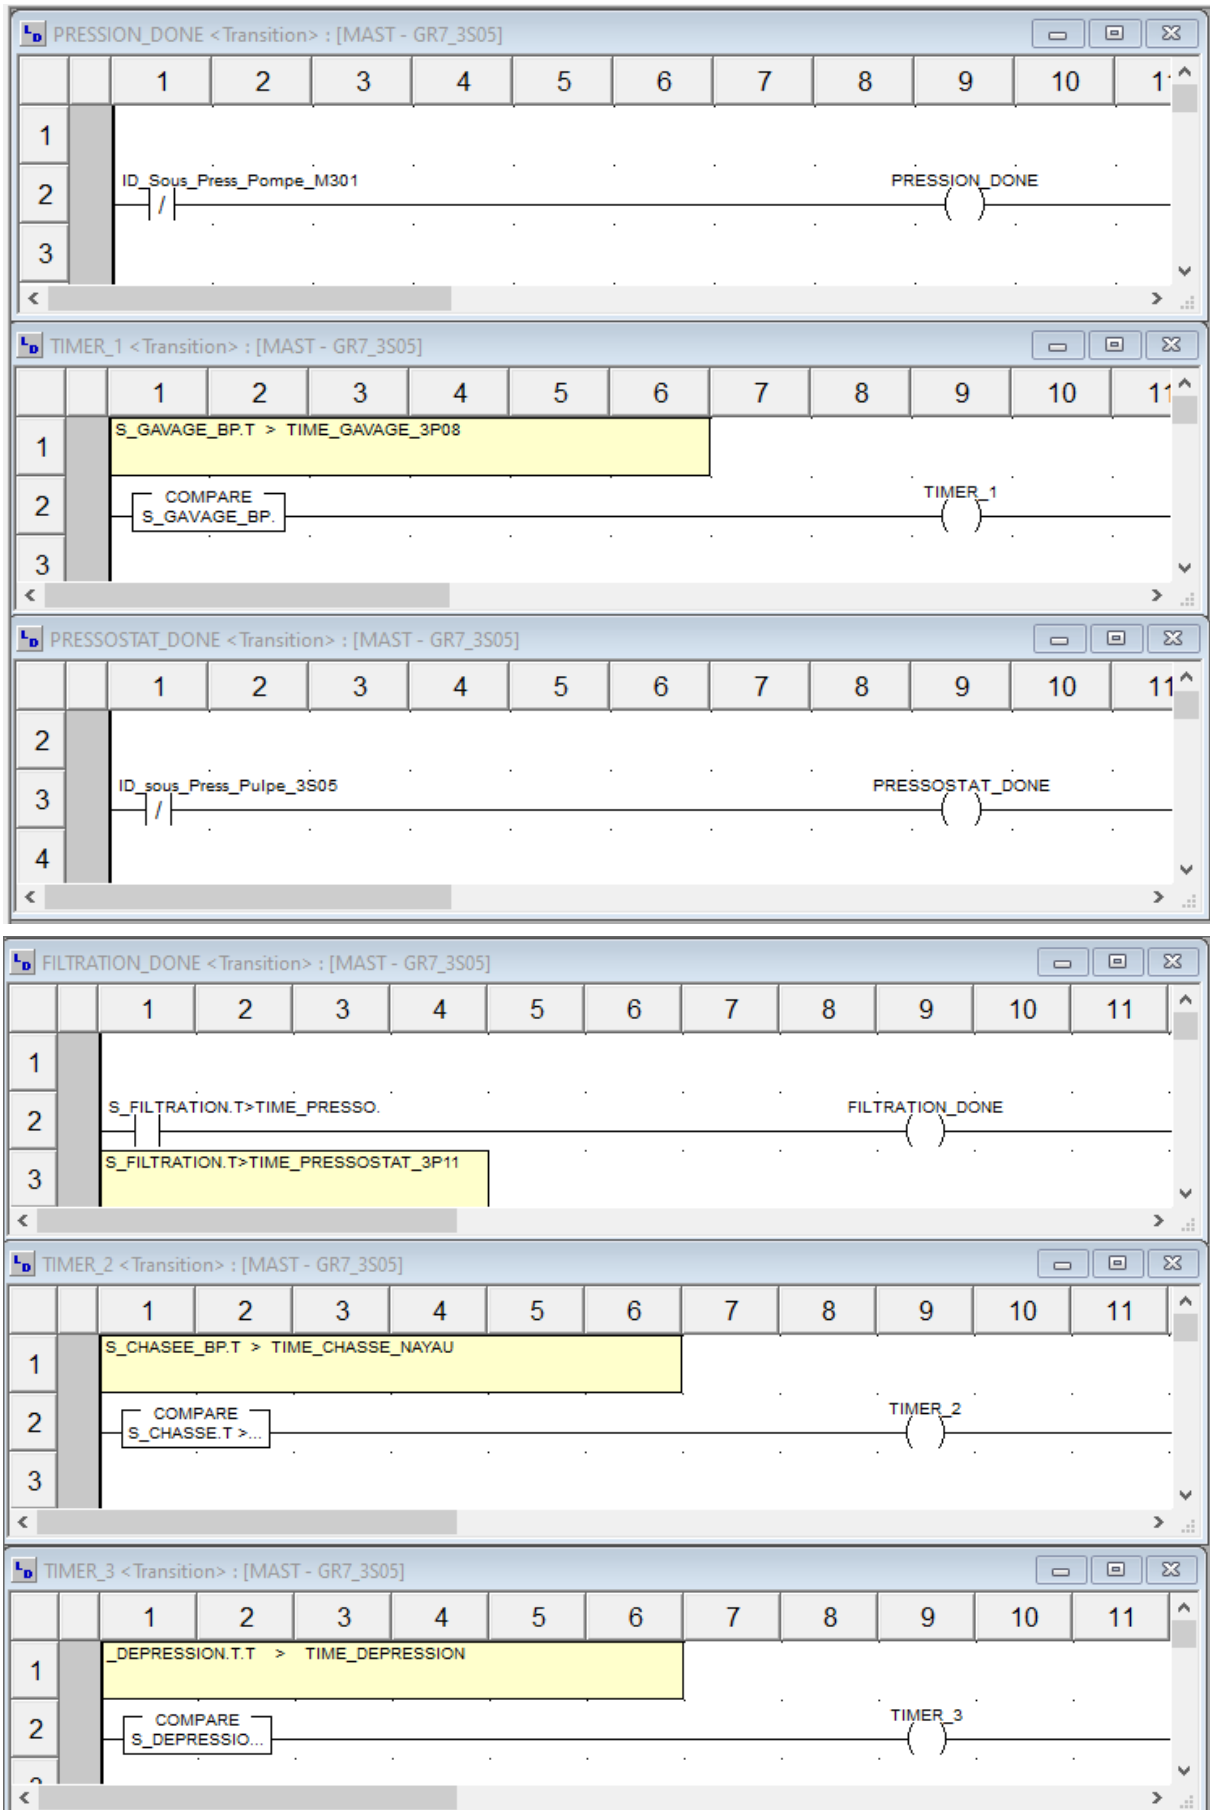 PRESSION_DONE <Transition> : [MAST - GR7_3S05]
1 2 3 4 5 6 7 8 9 10 1
1
ID_Sous_Press_Pompe_M301 PRESSION_DONE
2
/
3
TIMER_1 <Transition> : [MAST - GR7_3S05]
1 2 3 4 5 6 7 8 9 10 11
S_GAVAGE_BP.T > TIME_GAVAGE_3P08
1
COMPARE TIMER_1
2 S_GAVAGE_BP.
3
PRESSOSTAT_DONE <Transition> : [MAST - GR7_3S05]
1 2 3 4 5 6 7 8 9 10 11
2
ID_sous_Press_Pulpe_3S05 PRESSOSTAT_DONE
3
/
4
FILTRATION_DONE <Transition> : [MAST - GR7_3S05]
1 2 3 4 5 6 7 8 9 10 11
1
S_FILTRATION.T>TIME_PRESSO. FILTRATION_DONE
2
S_FILTRATION.T>TIME_PRESSOSTAT_3P11
3
TIMER_2 <Transition> : [MAST - GR7_3S05]
1 2 3 4 5 6 7 8 9 10 11
S_CHASEE_BP.T > TIME_CHASSE_NAYAU
1
COMPARE TIMER_2
2 S_CHASSE.T >...
3
TIMER_3 <Transition> : [MAST - GR7_3S05]
1 2 3 4 5 6 7 8 9 10 11
_DEPRESSION.T.T > TIME_DEPRESSION
1
COMPARE TIMER_3
2 S_DEPRESSIO...